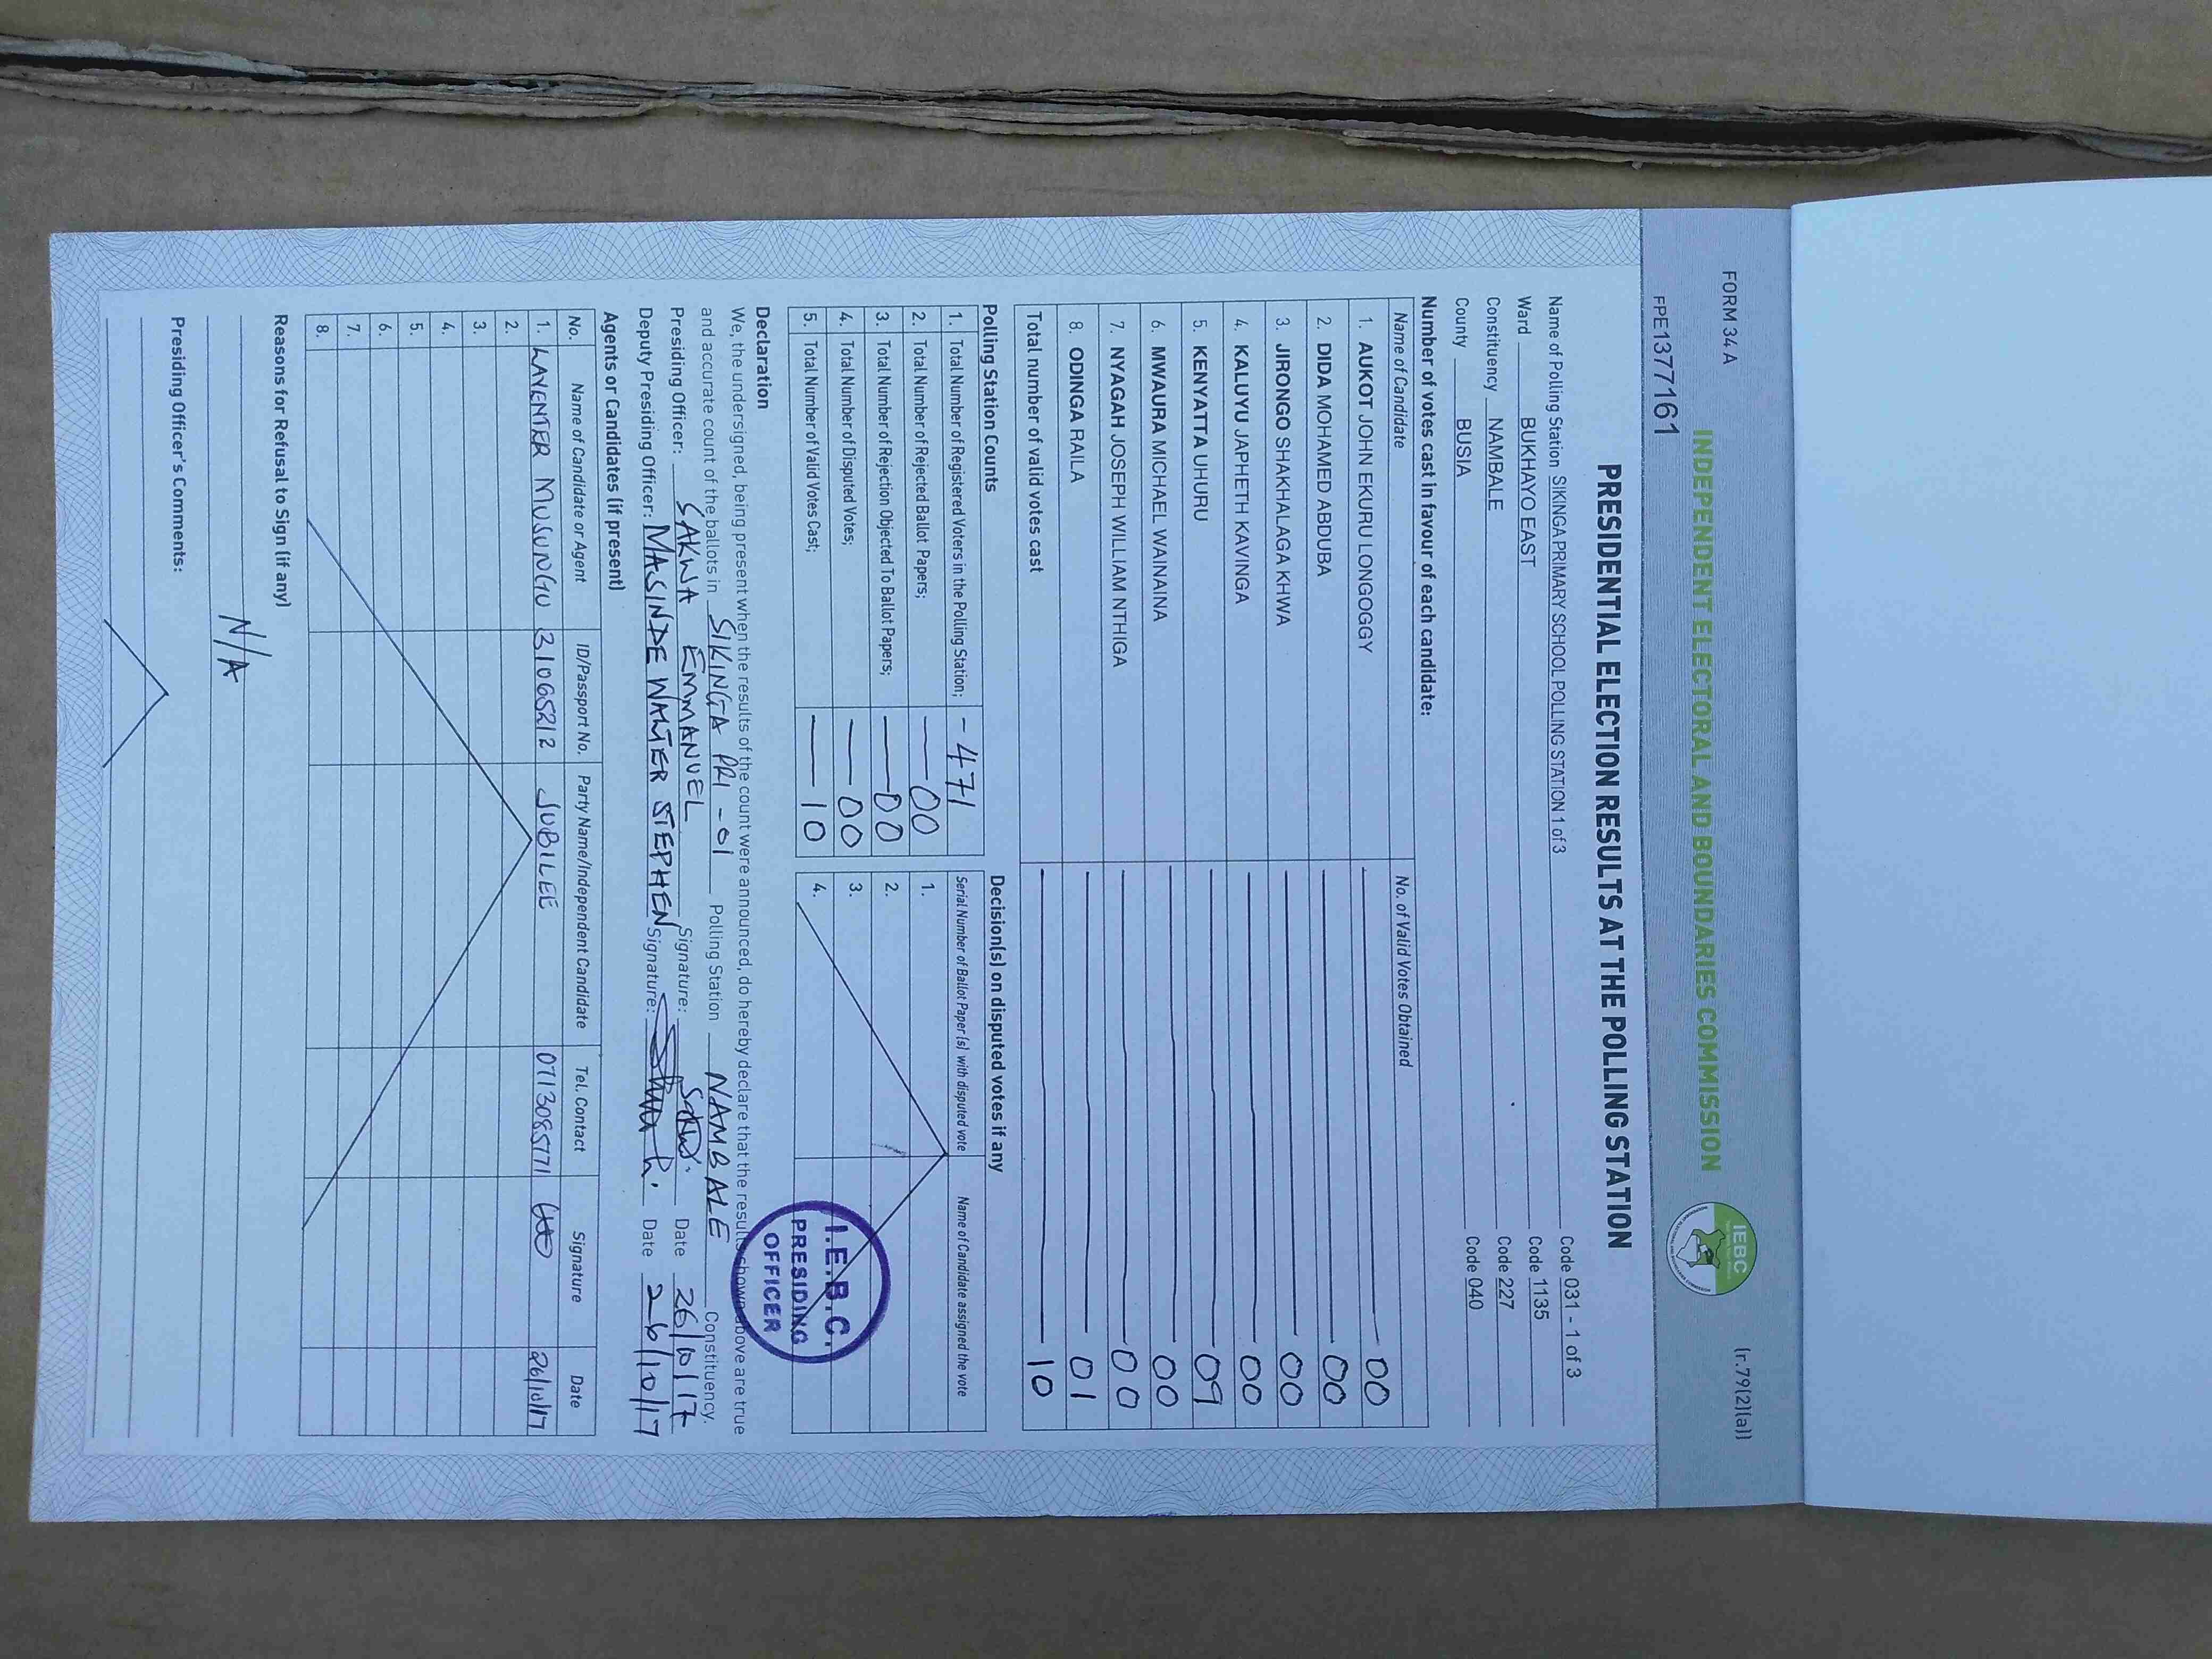 FORM 34 A
(r.79(2)(a))
INDEPENDENT ELECTORAL AND BOUNDARIES COMMISSION
IEBC
FPE1377161
PRESIDENTIAL ELECTION RESULTS AT THE POLLING STATION
Name of Polling Station SIKINGA PRIMARY SCHOOL POLLING STATION 1 of 3 Code 031 - 1 of 3
Ward BUKHAYO EAST Code 1135
Constituency NAMBALE Code 227
County BUSIA Code 040
Number of votes cast in favour of each candidate:
Name of Candidate No. of Valid Votes Obtained
1. AUKOT JOHN EKURU LONGOGGY 00
2. DIDA MOHAMED ABDUBA 00
3. JIRONGO SHAKHALAGA KHWA 00
4. KALUYU JAPHETH KAVINGA 00
5. KENYATTA UHURU 09
6. MWAURA MICHAEL WAINAINA 00
7. NYAGAH JOSEPH WILLIAM NTHIGA 00
8. ODINGA RAILA 01
Total number of valid votes cast 10
Polling Station Counts
1. Total Number of Registered Voters in the Polling Station; - 471
2. Total Number of Rejected Ballot Papers; 00
3. Total Number of Rejection Objected To Ballot Papers; 00
4. Total Number of Disputed Votes; 00
5. Total Number of Valid Votes Cast; 10
Decision(s) on disputed votes if any
Serial Number of Ballot Paper(s) with disputed vote Name of Candidate assigned the vote
1.
2.
3.
4.
I.E.B.C.
PRESIDING
OFFICER
Declaration
We, the undersigned, being present when the results of the count were announced, do hereby declare that the results shown above are true
and accurate count of the ballots in SIKINGA PRI - 01 Polling Station NAMBALE Constituency.
Presiding Officer: SAKWA EMMANUEL Signature: Date 26/10/17
Deputy Presiding Officer: MASINDE WALTER STEPHEN Signature: Date 26/10/17
Agents or Candidates (if present)
No. Name of Candidate or Agent ID/Passport No. Party Name/Independent Candidate Tel. Contact Signature Date
1. LAVENTER MUSUNGU 31065212 JUBILEE 0713085771 26/10/17
2.
3.
4.
5.
6.
7.
8.
Reasons for Refusal to Sign (if any)
N/A
Presiding Officer's Comments: